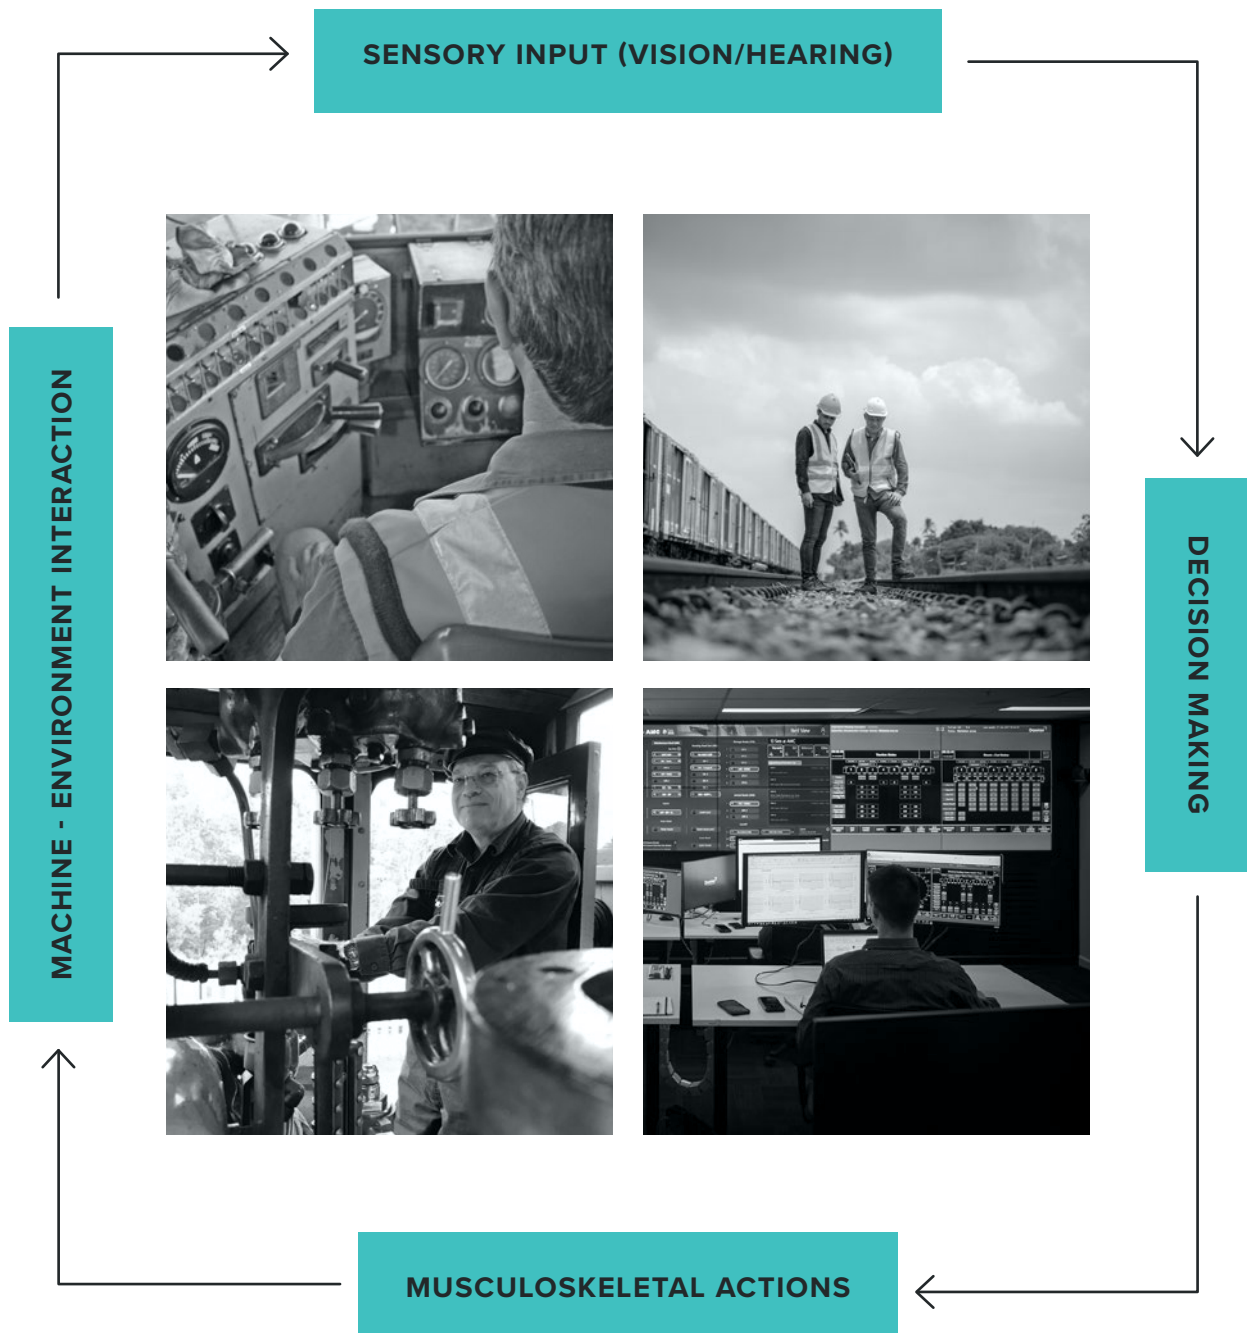 SENSORY INPUT (VISION/HEARING)
MACHINE - ENVIRONMENT INTERACTION
DECISION MAKING
MUSCULOSKELETAL ACTIONS